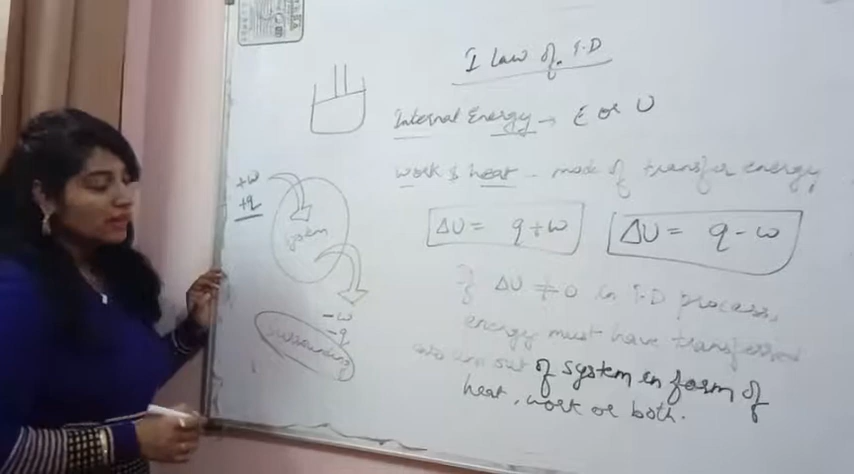 I Law of T.D
Internal Energy → E or U
work & heat - mode of transfer energy
+w
+q
System
ΔU = q+w
ΔU = q-w
-w
-q
Surrounding
If ΔU ≠ 0 in T.D process,
energy must have transferred
into or out of system in form of
heat, work or both.